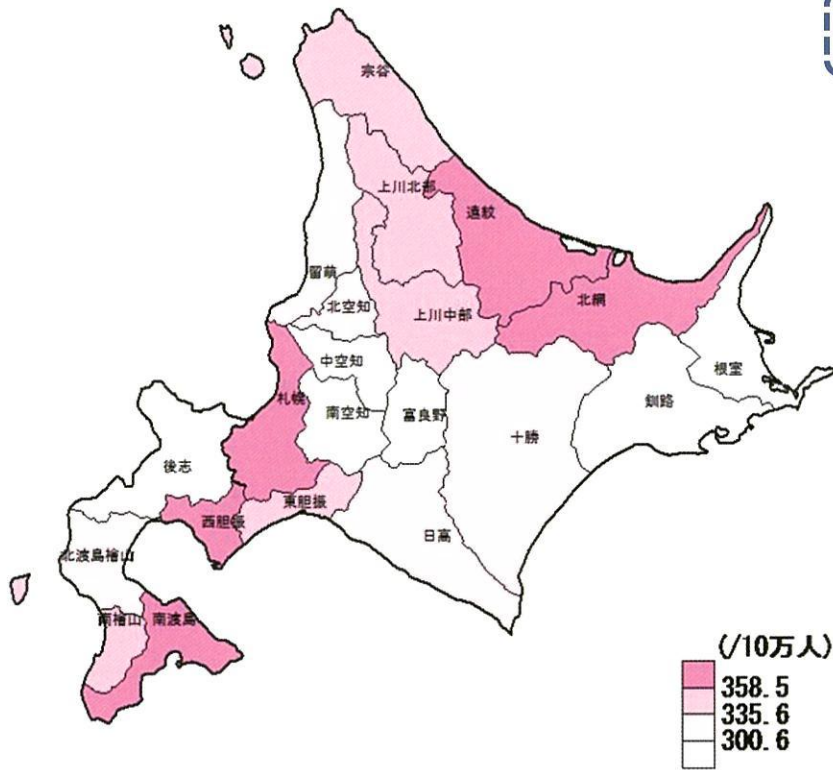 宗谷
上川北部
遠紋
留萌
北網
北空知
上川中部
中空知
根室
札幌
南空知
富良野
釧路
十勝
後志
西胆振
東胆振
日高
北渡島檜山
南檜山
南渡島
(/10万人)
358.5
335.6
300.6